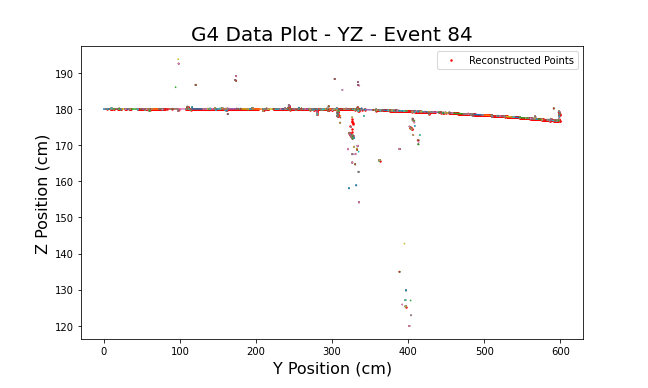 G4 Data Plot - YZ - Event 84
Reconstructed Points
Z Position (cm)
190
180
170
160
150
140
130
120
0 100 200 300 400 500 600
Y Position (cm)